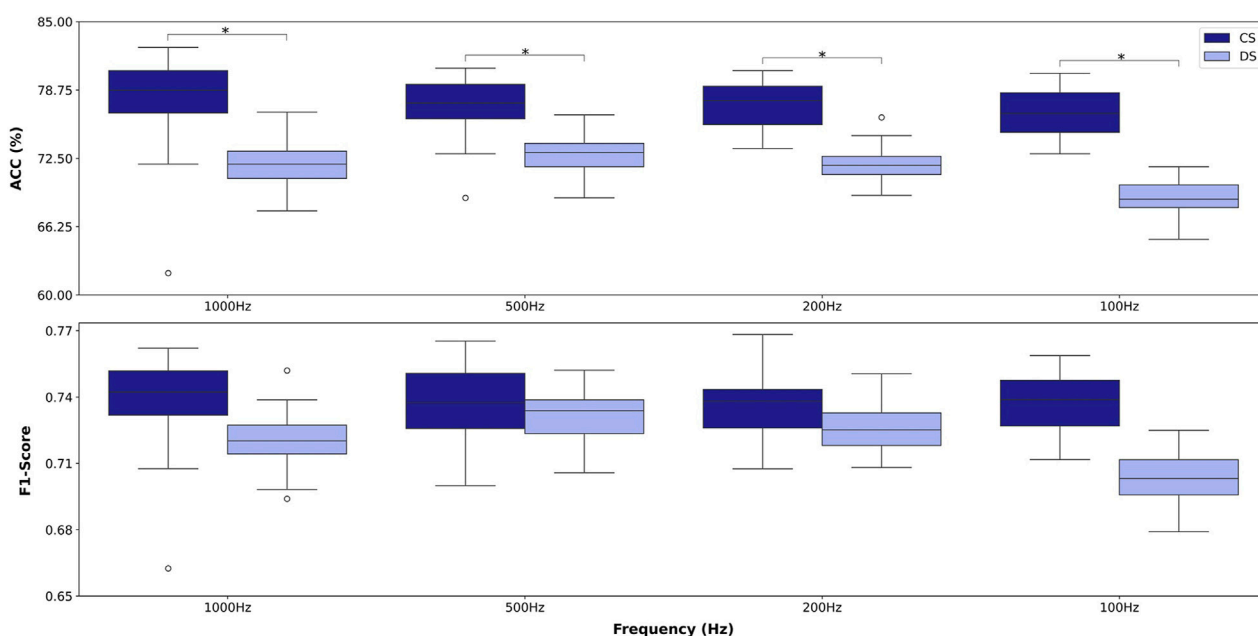 85.00
78.75
72.50
66.25
60.00
ACC (%)
* * * *
CS
DS
1000Hz 500Hz 200Hz 100Hz
0.77
0.74
0.71
0.68
0.65
F1-Score
1000Hz 500Hz 200Hz 100Hz
Frequency (Hz)